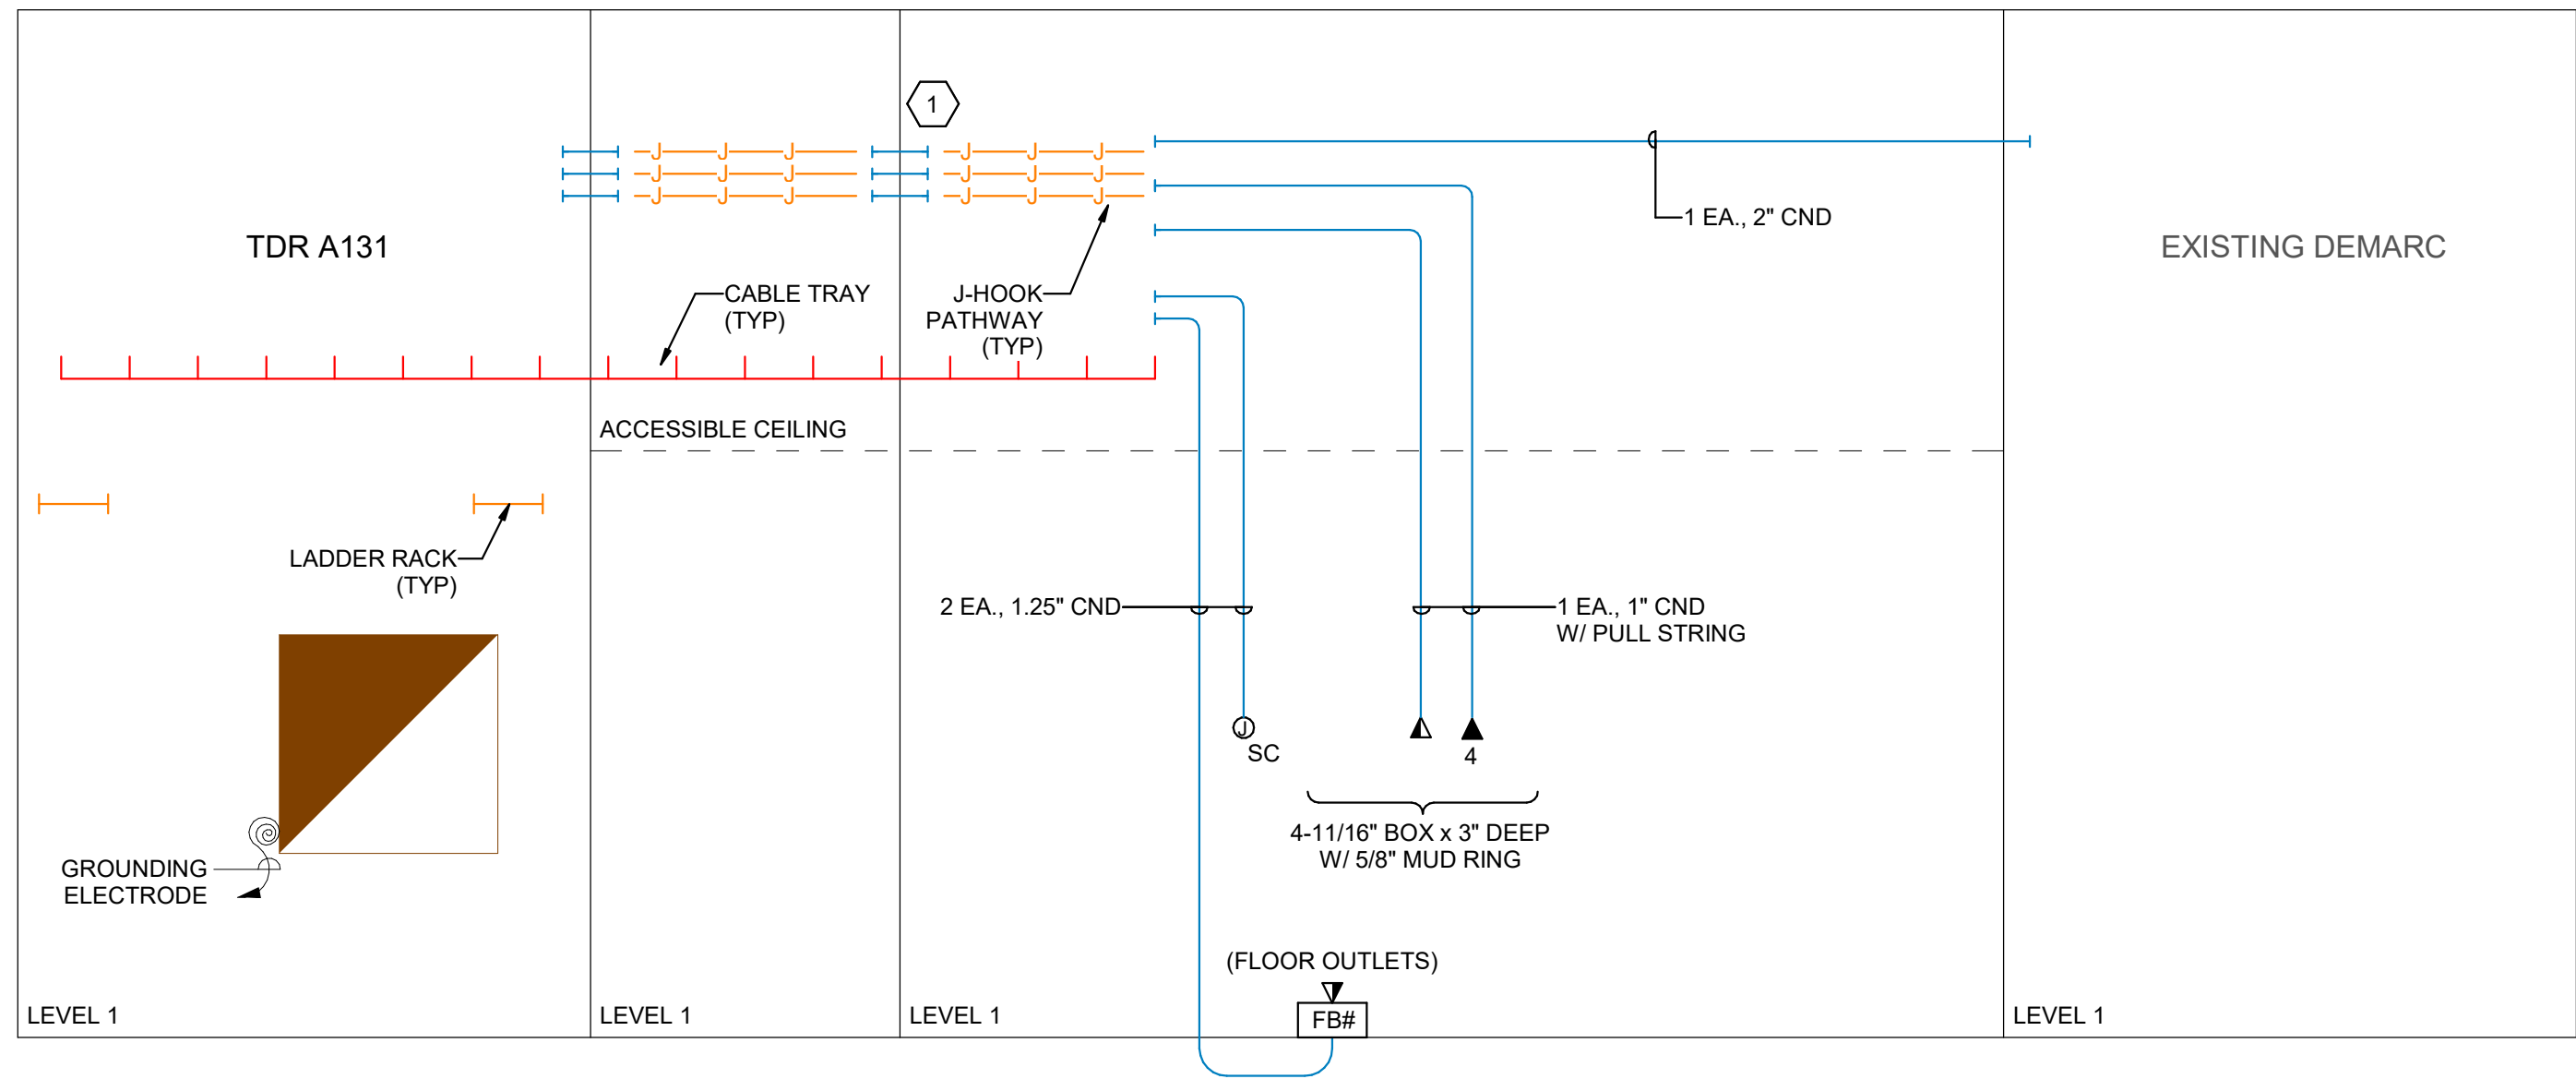 1
J J J J J J
J J J J J J
J J J J J J
1 EA., 2" CND
TDR A131
EXISTING DEMARC
CABLE TRAY
(TYP)
J-HOOK
PATHWAY
(TYP)
ACCESSIBLE CEILING
LADDER RACK
(TYP)
2 EA., 1.25" CND
1 EA., 1" CND
W/ PULL STRING
J
SC
4
4-11/16" BOX x 3" DEEP
W/ 5/8" MUD RING
GROUNDING
ELECTRODE
(FLOOR OUTLETS)
FB#
LEVEL 1
LEVEL 1
LEVEL 1
LEVEL 1